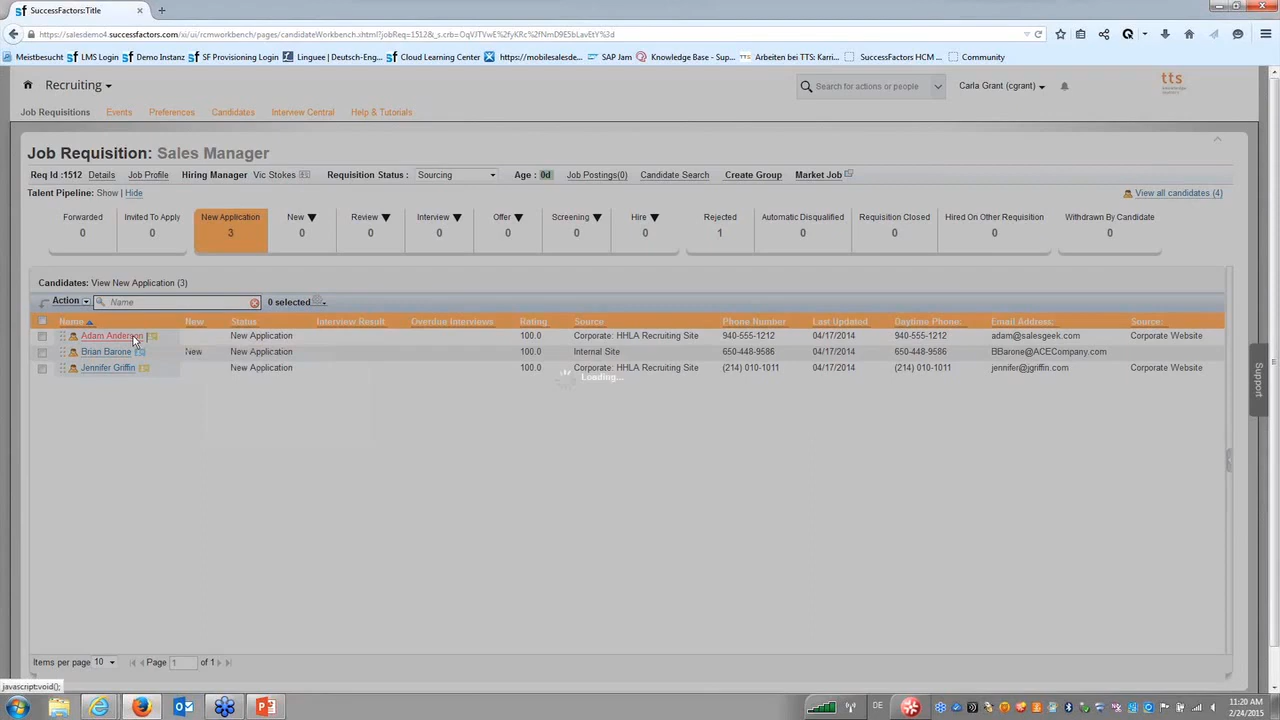 SuccessFactors:Title
https://salesdemo4.successfactors.com/xi/ui/rcmworkbench/pages/candidateWorkbench.xhtml?jobReq=1512&_s.crb=OqVJTVwE%2fyKRc%2fNmD9E5bLavEtY%3d
Meistbesucht LMS Login Demo Instanz SF Provisioning Login Linguee | Deutsch-Eng... Cloud Learning Center https://mobilesalesde... SAP Jam Knowledge Base - Sup... Arbeiten bei TTS: Karri... SuccessFactors HCM ... Community
Recruiting Search for actions or people Carla Grant (cgrant) tts
Job Requisitions Events Preferences Candidates Interview Central Help & Tutorials
Job Requisition: Sales Manager
Req Id :1512 Details Job Profile Hiring Manager Vic Stokes Requisition Status : Sourcing Age : 0d Job Postings(0) Candidate Search Create Group Market Job
Talent Pipeline: Show | Hide View all candidates (4)
Forwarded Invited To Apply New Application New Review Interview Offer Screening Hire Rejected Automatic Disqualified Requisition Closed Hired On Other Requisition Withdrawn By Candidate
0 0 3 0 0 0 0 0 0 1 0 0 0 0
Candidates: View New Application (3)
Action Name 0 selected
Name New Status Interview Result Overdue Interviews Rating Source Phone Number Last Updated Daytime Phone: Email Address: Source:
Adam Anderson New Application 100.0 Corporate: HHLA Recruiting Site 940-555-1212 04/17/2014 940-555-1212 adam@salesgeek.com Corporate Website
Brian Barone New New Application 100.0 Internal Site 650-448-9586 04/17/2014 650-448-9586 BBarone@ACECompany.com
Jennifer Griffin New Application 100.0 Corporate: HHLA Recruiting Site (214) 010-1011 04/17/2014 (214) 010-1011 jennifer@jgriffin.com Corporate Website
Loading...
Support
Items per page 10 Page 1 of 1
javascript:void();
DE 11:20 AM
2/24/2015